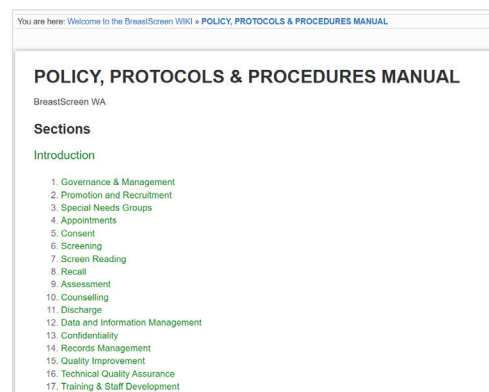 You are here: Welcome to the BreastScreen WIKI » POLICY, PROTOCOLS & PROCEDURES MANUAL
POLICY, PROTOCOLS & PROCEDURES MANUAL
BreastScreen WA
Sections
Introduction
1. Governance & Management
2. Promotion and Recruitment
3. Special Needs Groups
4. Appointments
5. Consent
6. Screening
7. Screen Reading
8. Recall
9. Assessment
10. Counselling
11. Discharge
12. Data and Information Management
13. Confidentiality
14. Records Management
15. Quality Improvement
16. Technical Quality Assurance
17. Training & Staff Development